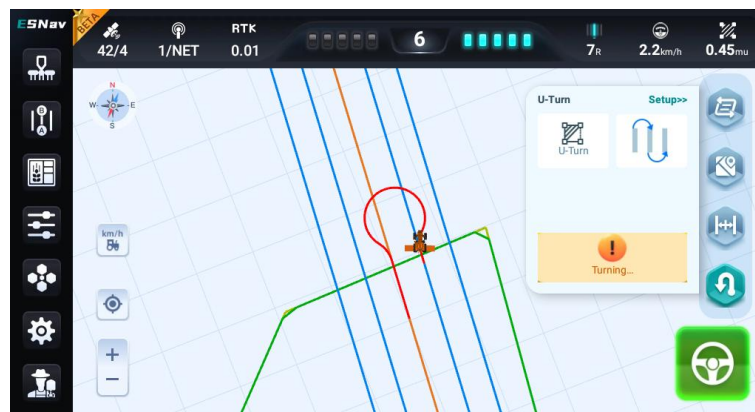 ESNav
BETA
42/4
1/NET
RTK
0.01
6
7R
2.2km/h
0.45mu
B
A
N
W
E
S
km/h
+
−
U-Turn
Setup>>
U-Turn
!
Turning...